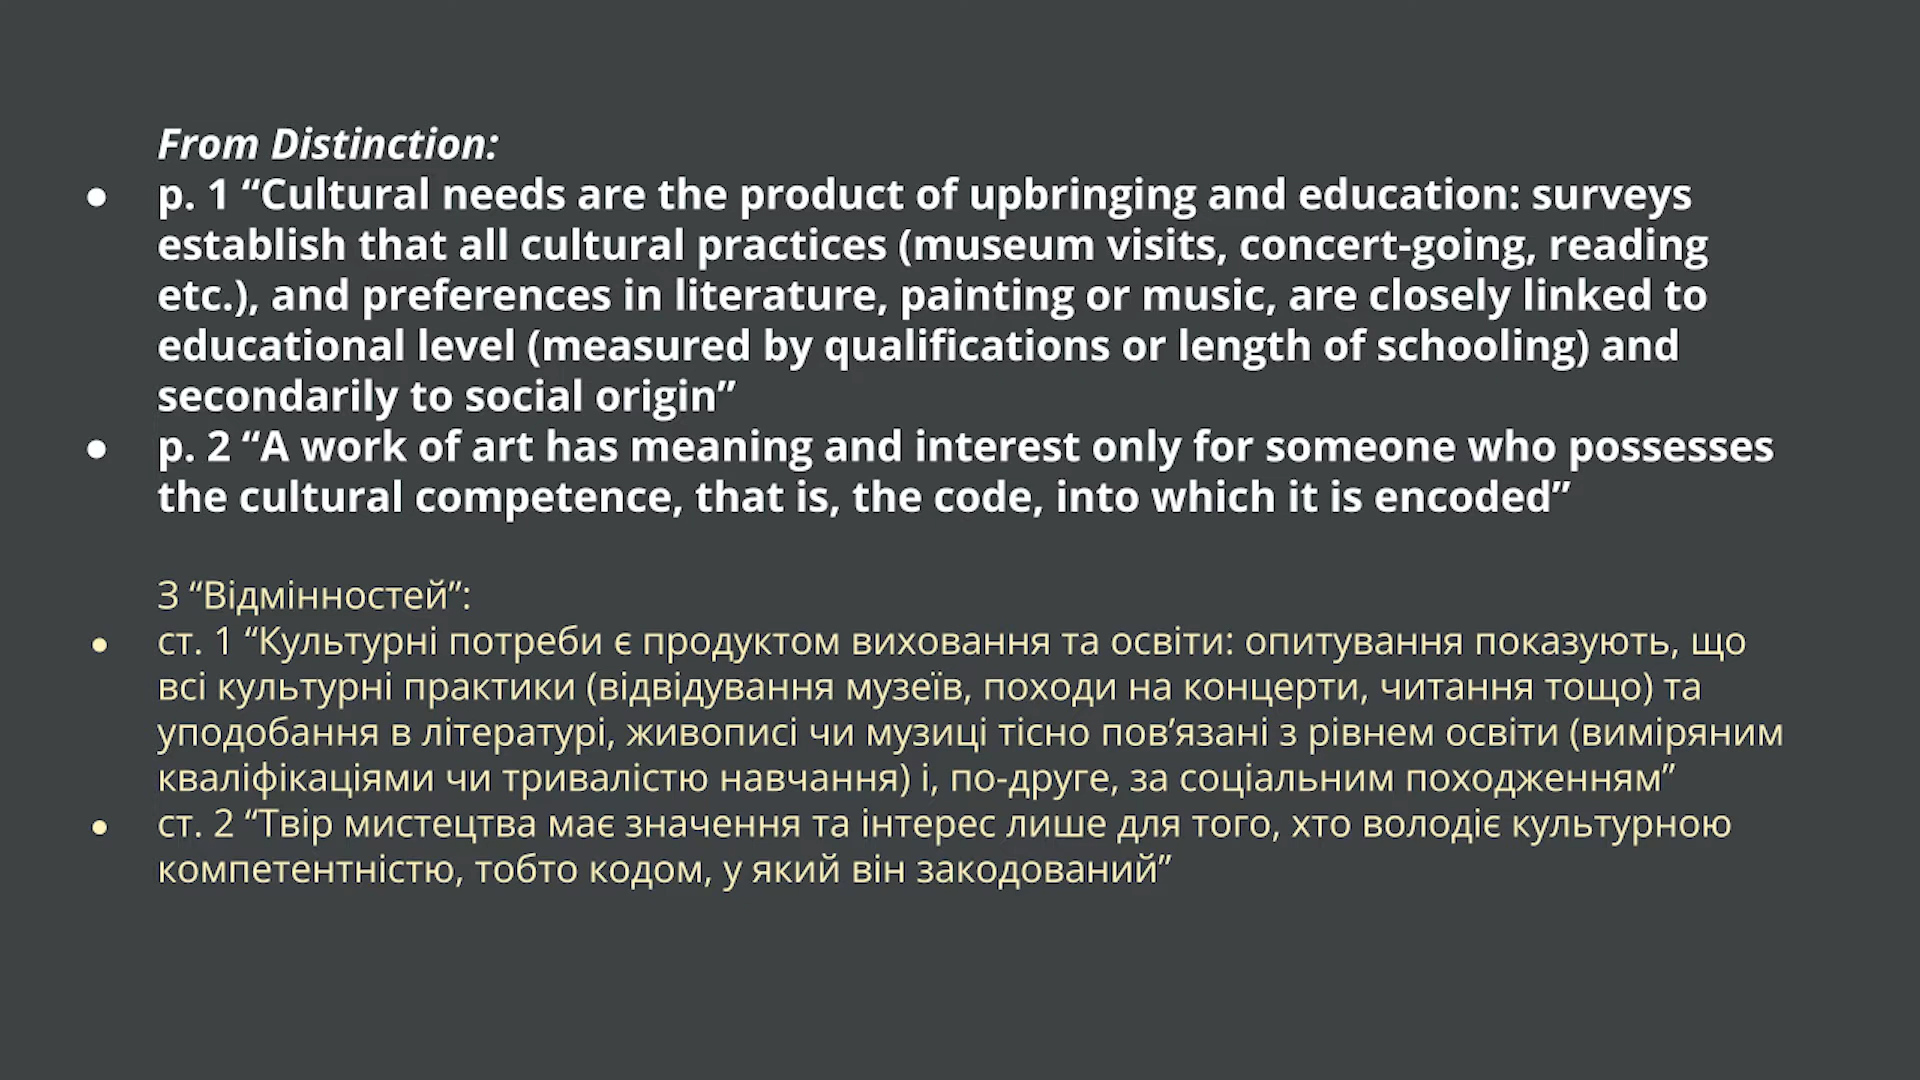 From Distinction:
● p. 1 “Cultural needs are the product of upbringing and education: surveys
establish that all cultural practices (museum visits, concert-going, reading
etc.), and preferences in literature, painting or music, are closely linked to
educational level (measured by qualifications or length of schooling) and
secondarily to social origin”
● p. 2 “A work of art has meaning and interest only for someone who possesses
the cultural competence, that is, the code, into which it is encoded”
З “Відмінностей”:
● ст. 1 “Культурні потреби є продуктом виховання та освіти: опитування показують, що
всі культурні практики (відвідування музеїв, походи на концерти, читання тощо) та
уподобання в літературі, живописі чи музиці тісно пов’язані з рівнем освіти (виміряним
кваліфікаціями чи тривалістю навчання) і, по-друге, за соціальним походженням”
● ст. 2 “Твір мистецтва має значення та інтерес лише для того, хто володіє культурною
компетентністю, тобто кодом, у який він закодований”